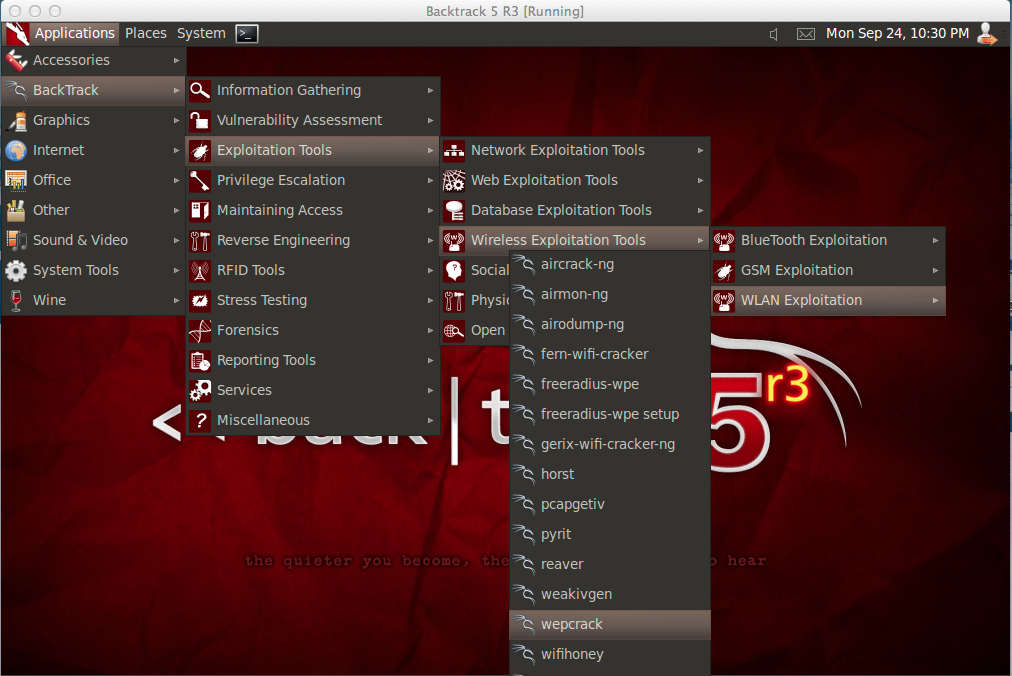 Backtrack 5 R3 [Running]
Applications Places System Mon Sep 24, 10:30 PM
Accessories
BackTrack
Graphics
Internet
Office
Other
Sound & Video
System Tools
Wine
Information Gathering
Vulnerability Assessment
Exploitation Tools
Privilege Escalation
Maintaining Access
Reverse Engineering
RFID Tools
Stress Testing
Forensics
Reporting Tools
Services
Miscellaneous
Network Exploitation Tools
Web Exploitation Tools
Database Exploitation Tools
Wireless Exploitation Tools
Social
Open
BlueTooth Exploitation
GSM Exploitation
WLAN Exploitation
aircrack-ng
airmon-ng
airodump-ng
fern-wifi-cracker
freeradius-wpe
freeradius-wpe setup
gerix-wifi-cracker-ng
horst
pcapgetiv
pyrit
reaver
weakivgen
wepcrack
wifihoney
<< back | t 5 r3
the quieter you become, the hear